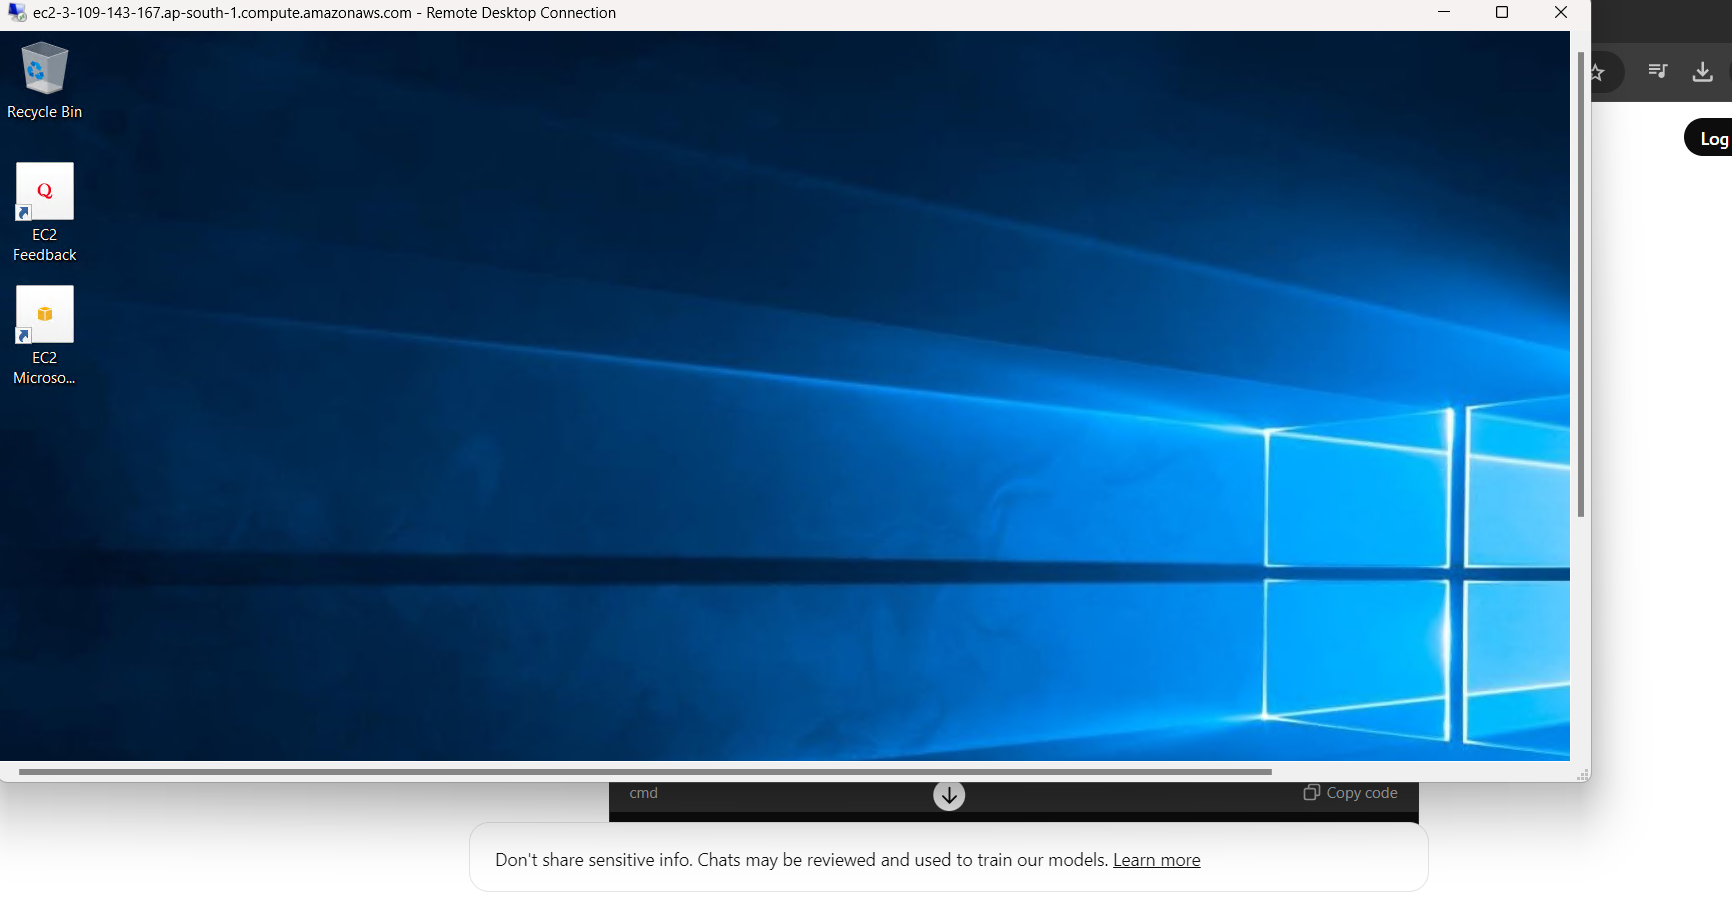 ec2-3-109-143-167.ap-south-1.compute.amazonaws.com - Remote Desktop Connection
Recycle Bin
Q
EC2
Feedback
EC2
Microso...
Log
cmd
Copy code
Don't share sensitive info. Chats may be reviewed and used to train our models. Learn more